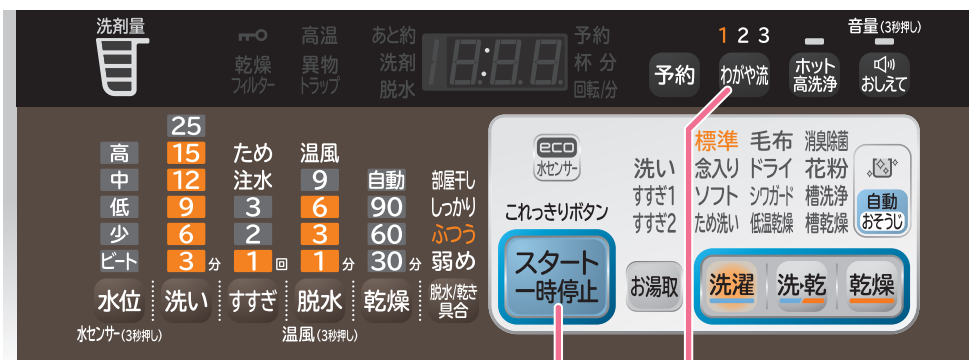 洗剤量
高温
あと約
予約
乾燥
フィルター
異物
トラップ
洗剤
脱水
18:8.8.
杯 分
回転/分
1 2 3
音量(3秒押し)
予約
わがや流
ホット
高洗浄
おしえて
25
高 15 ため 温風
中 12 注水 9 自動 部屋干し
低 9 3 6 90 しっかり
少 6 2 3 60 ふつう
ビート 3 分 1 回 1 分 30 分 弱め
水位 洗い すすぎ 脱水 乾燥 脱水/乾き
具合
水センサー(3秒押し)
温風(3秒押し)
eco
水センサー
これっきりボタン
スタート
一時停止
洗い
すすぎ1
すすぎ2
お湯取
標準 毛布 消臭除菌
念入り ドライ 花粉
ソフト シワガード 槽洗浄
ため洗い 低温乾燥 槽乾燥
自動
おそうじ
洗濯 洗・乾 乾燥